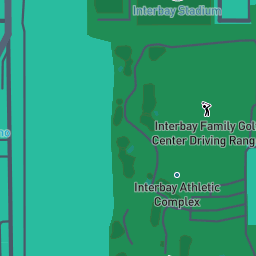 Interbay Stadium
Interbay Family Gol
Center Driving Rang
Interbay Athletic
Complex